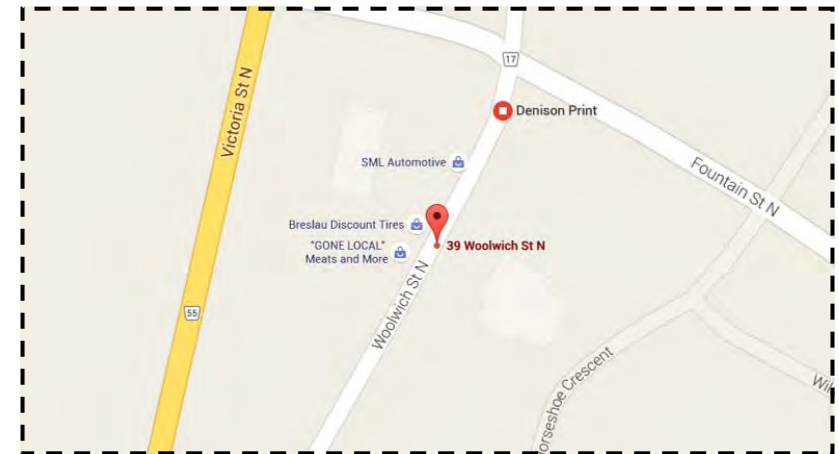 17
Victoria St N
Denison Print
SML Automotive
Fountain St N
Breslau Discount Tires
"GONE LOCAL"
Meats and More
39 Woolwich St N
Woolwich St N
55
Crescent